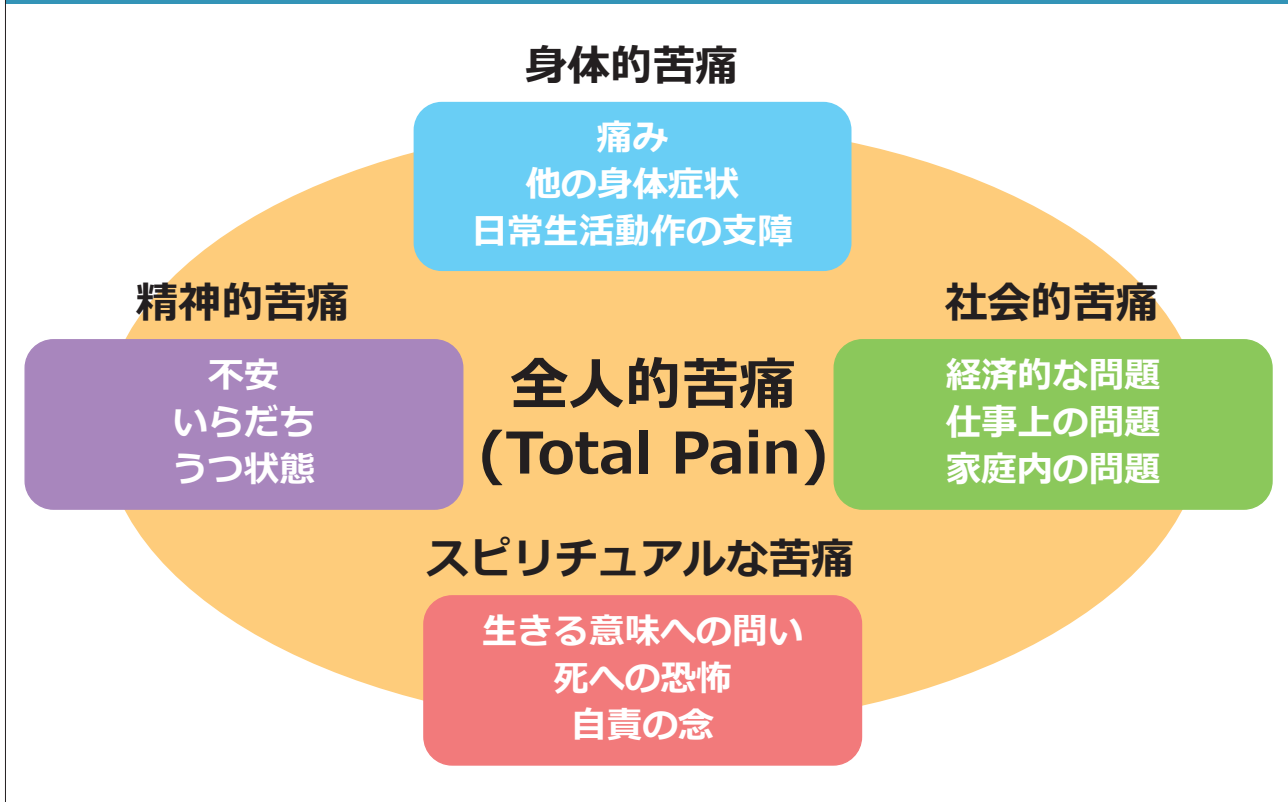 身体的苦痛
痛み
他の身体症状
日常生活動作の支障
精神的苦痛
不安
いらだち
うつ状態
全人的苦痛
(Total Pain)
社会的苦痛
経済的な問題
仕事上の問題
家庭内の問題
スピリチュアルな苦痛
生きる意味への問い
死への恐怖
自責の念